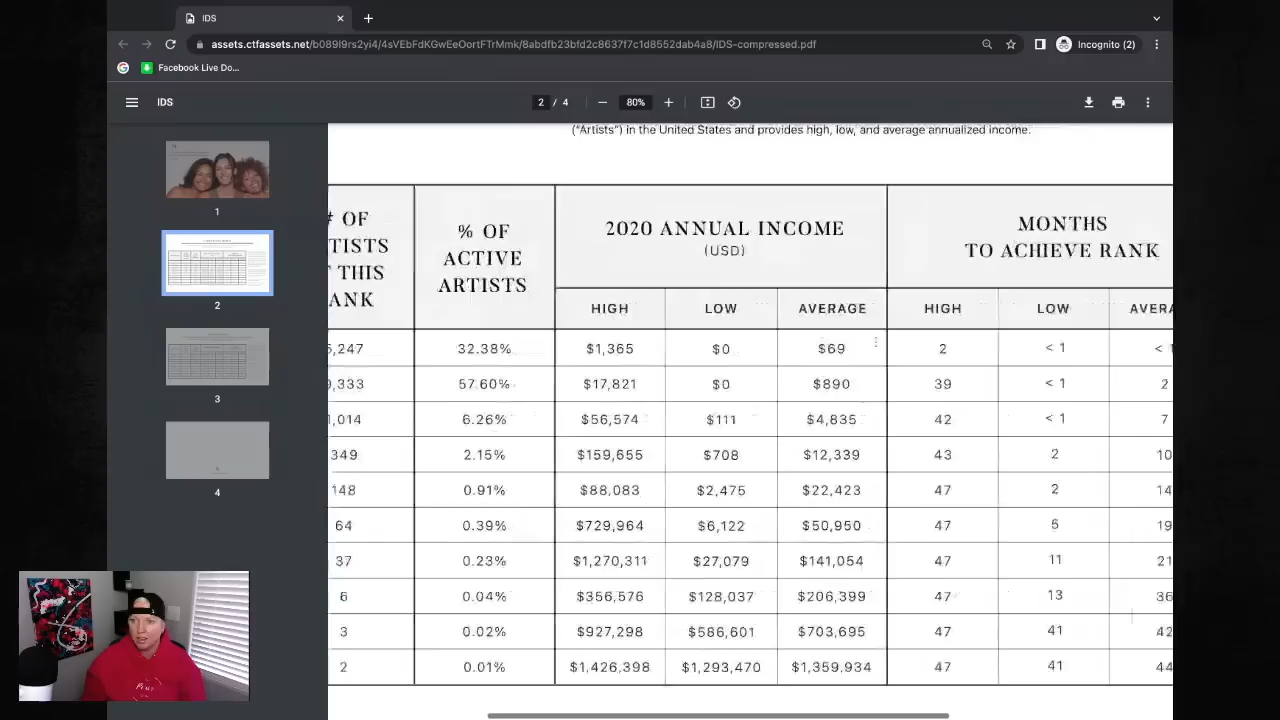 IDS
assets.ctfassets.net/b089l9rs2yi4/4sVEbFdKGwEeOortFTrMmk/8abdfb23bfd2c8637f7c1d8552dab4a8/IDS-compressed.pdf
Incognito (2)
Facebook Live Do...
IDS
2 / 4
80%
("Artists") in the United States and provides high, low, and average annualized income.
# OF
TISTS
THIS
ANK
% OF
ACTIVE
ARTISTS
2020 ANNUAL INCOME
(USD)
MONTHS
TO ACHIEVE RANK
HIGH LOW AVERAGE HIGH LOW AVERA
5,247 32.38% $1,365 $0 $69 2 < 1 < 1
9,333 57.60% $17,821 $0 $890 39 < 1 2
1,014 6.26% $56,574 $111 $4,835 42 < 1 7
349 2.15% $159,655 $708 $12,339 43 2 10
148 0.91% $88,083 $2,475 $22,423 47 2 14
64 0.39% $729,964 $6,122 $50,950 47 5 19
37 0.23% $1,270,311 $27,079 $141,054 47 11 21
6 0.04% $356,576 $128,037 $206,399 47 13 36
3 0.02% $927,298 $586,601 $703,695 47 41 42
2 0.01% $1,426,398 $1,293,470 $1,359,934 47 41 44
1
2
3
4